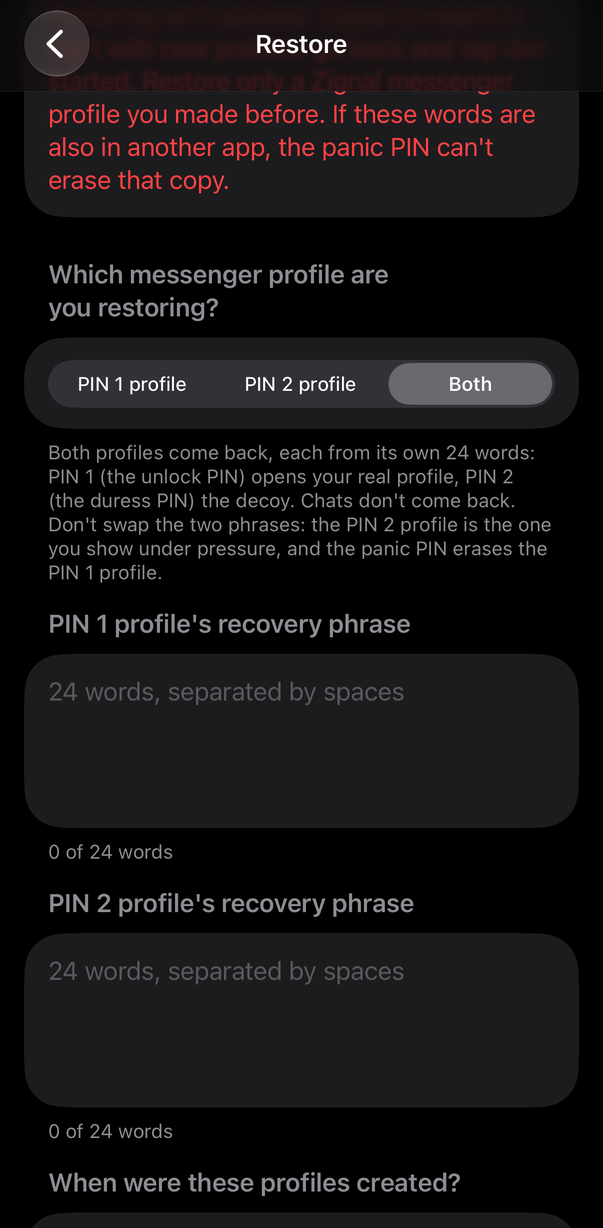 Restore
started. Restore only a Zignal messenger
profile you made before. If these words are
also in another app, the panic PIN can't
erase that copy.
Which messenger profile are
you restoring?
PIN 1 profile
PIN 2 profile
Both
Both profiles come back, each from its own 24 words:
PIN 1 (the unlock PIN) opens your real profile, PIN 2
(the duress PIN) the decoy. Chats don't come back.
Don't swap the two phrases: the PIN 2 profile is the one
you show under pressure, and the panic PIN erases the
PIN 1 profile.
PIN 1 profile's recovery phrase
24 words, separated by spaces
0 of 24 words
PIN 2 profile's recovery phrase
24 words, separated by spaces
0 of 24 words
When were these profiles created?